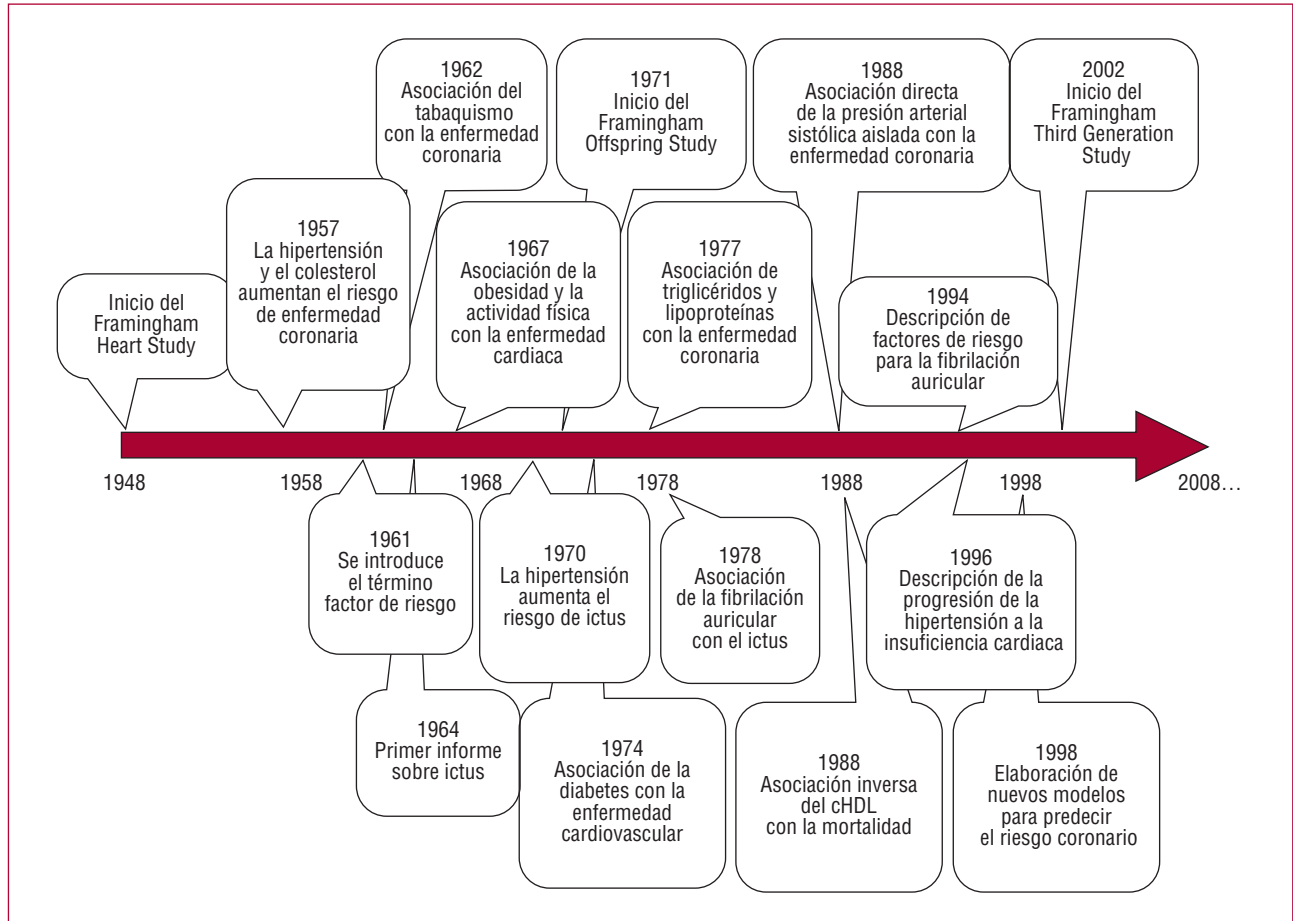 1962
Asociación del
tabaquismo
con la enfermedad
coronaria
1971
Inicio del
Framingham
Offspring Study
1988
Asociación directa
de la presión arterial
sistólica aislada con la
enfermedad coronaria
2002
Inicio del
Framingham
Third Generation
Study
Inicio del
Framingham
Heart Study
1957
La hipertensión
y el colesterol
aumentan el riesgo
de enfermedad
coronaria
1967
Asociación de la
obesidad y la
actividad física
con la enfermedad
cardiaca
1977
Asociación de
triglicéridos y
lipoproteínas
con la enfermedad
coronaria
1994
Descripción de
factores de riesgo
para la fibrilación
auricular
1948
1958
1968
1978
1988
1998
2008...
1961
Se introduce
el término
factor de riesgo
1970
La hipertensión
aumenta el
riesgo de ictus
1978
Asociación
de la fibrilación
auricular
con el ictus
1996
Descripción de la
progresión de la
hipertensión a la
insuficiencia cardiaca
1964
Primer informe
sobre ictus
1974
Asociación de la
diabetes con la
enfermedad
cardiovascular
1988
Asociación inversa
del cHDL
con la mortalidad
1998
Elaboración de
nuevos modelos
para predecir
el riesgo coronario